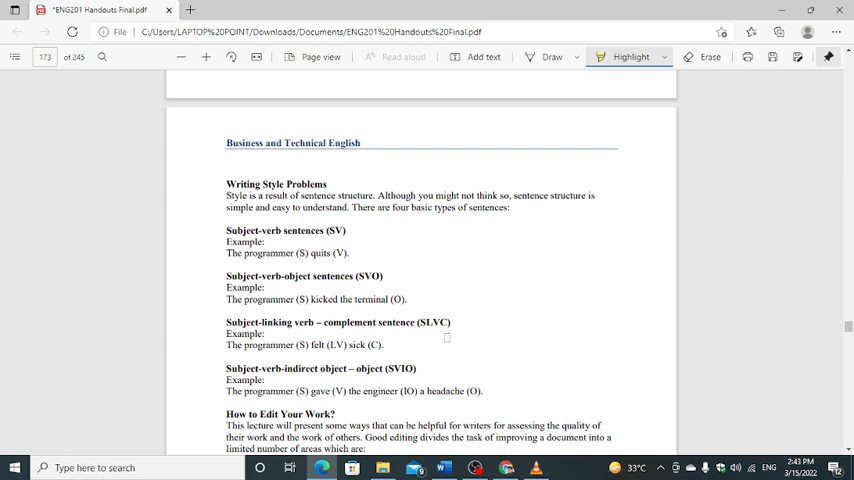 *ENG201 Handouts Final.pdf
File C:/Users/LAPTOP%20POINT/Downloads/Documents/ENG201%20Handouts%20Final.pdf
173 of 245 Page view Read aloud Add text Draw Highlight Erase
Business and Technical English
Writing Style Problems
Style is a result of sentence structure. Although you might not think so, sentence structure is
simple and easy to understand. There are four basic types of sentences:
Subject-verb sentences (SV)
Example:
The programmer (S) quits (V).
Subject-verb-object sentences (SVO)
Example:
The programmer (S) kicked the terminal (O).
Subject-linking verb – complement sentence (SLVC)
Example:
The programmer (S) felt (LV) sick (C).
Subject-verb-indirect object – object (SVIO)
Example:
The programmer (S) gave (V) the engineer (IO) a headache (O).
How to Edit Your Work?
This lecture will present some ways that can be helpful for writers for assessing the quality of
their work and the work of others. Good editing divides the task of improving a document into a
limited number of areas which are:
Type here to search 33°C ENG 2:43 PM
3/15/2022